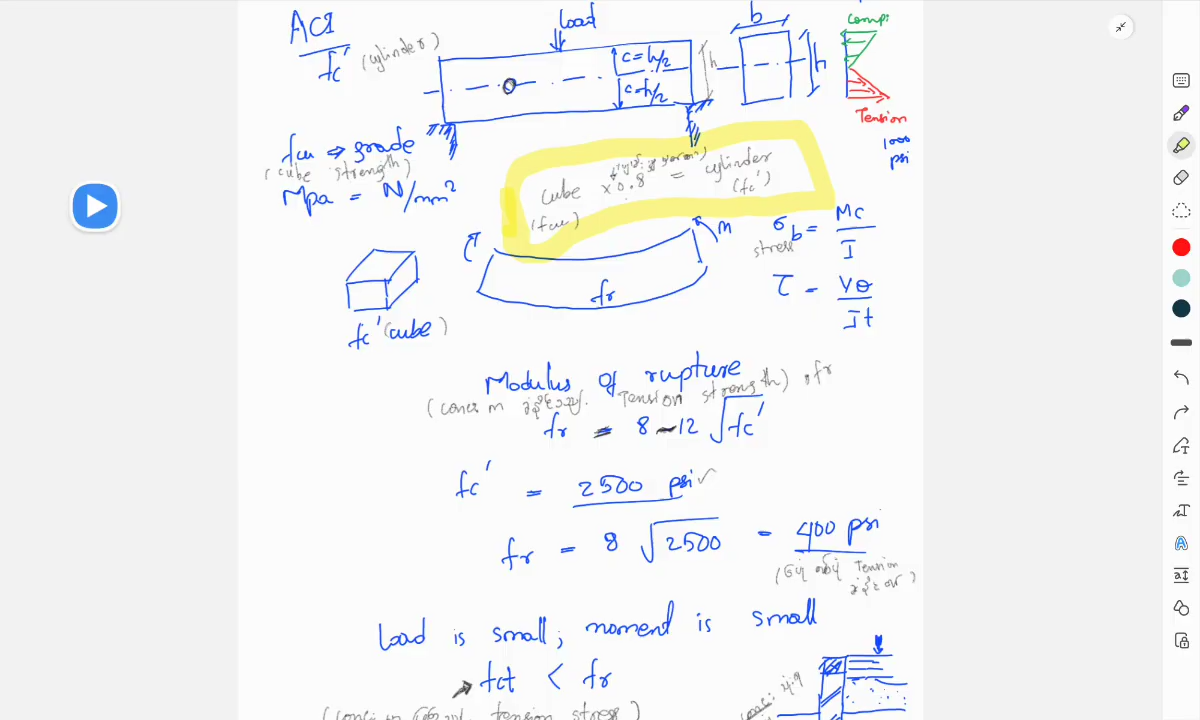 ACI
fc' (cylinder)
Load
b
comp:
c=h/2
c=h/2
h
h
Tension
1000
psi
fcu ⇒ grade
(cube strength)
Mpa = N/mm²
cube × 0.8 = cylinder
(fcu) (fc')
M
σb = Mc/I
stress
fr
τ = VQ/It
fc' (cube)
Modulus of rupture
Tension strength), fr
fr = 8 – 12 √fc'
fc' = 2500 psi ✓
fr = 8 √2500 = 400 psi
Tension
Load is small, moment is small
fct < fr
tension stress)